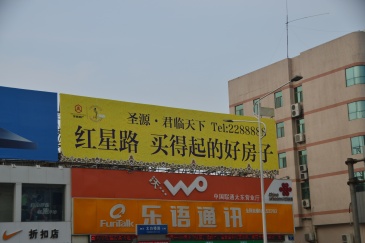 圣源·君临天下 Tel:2288888
红星路 买得起的好房子
沃 WO
中国联通
FunTalk 乐语通讯
折扣店